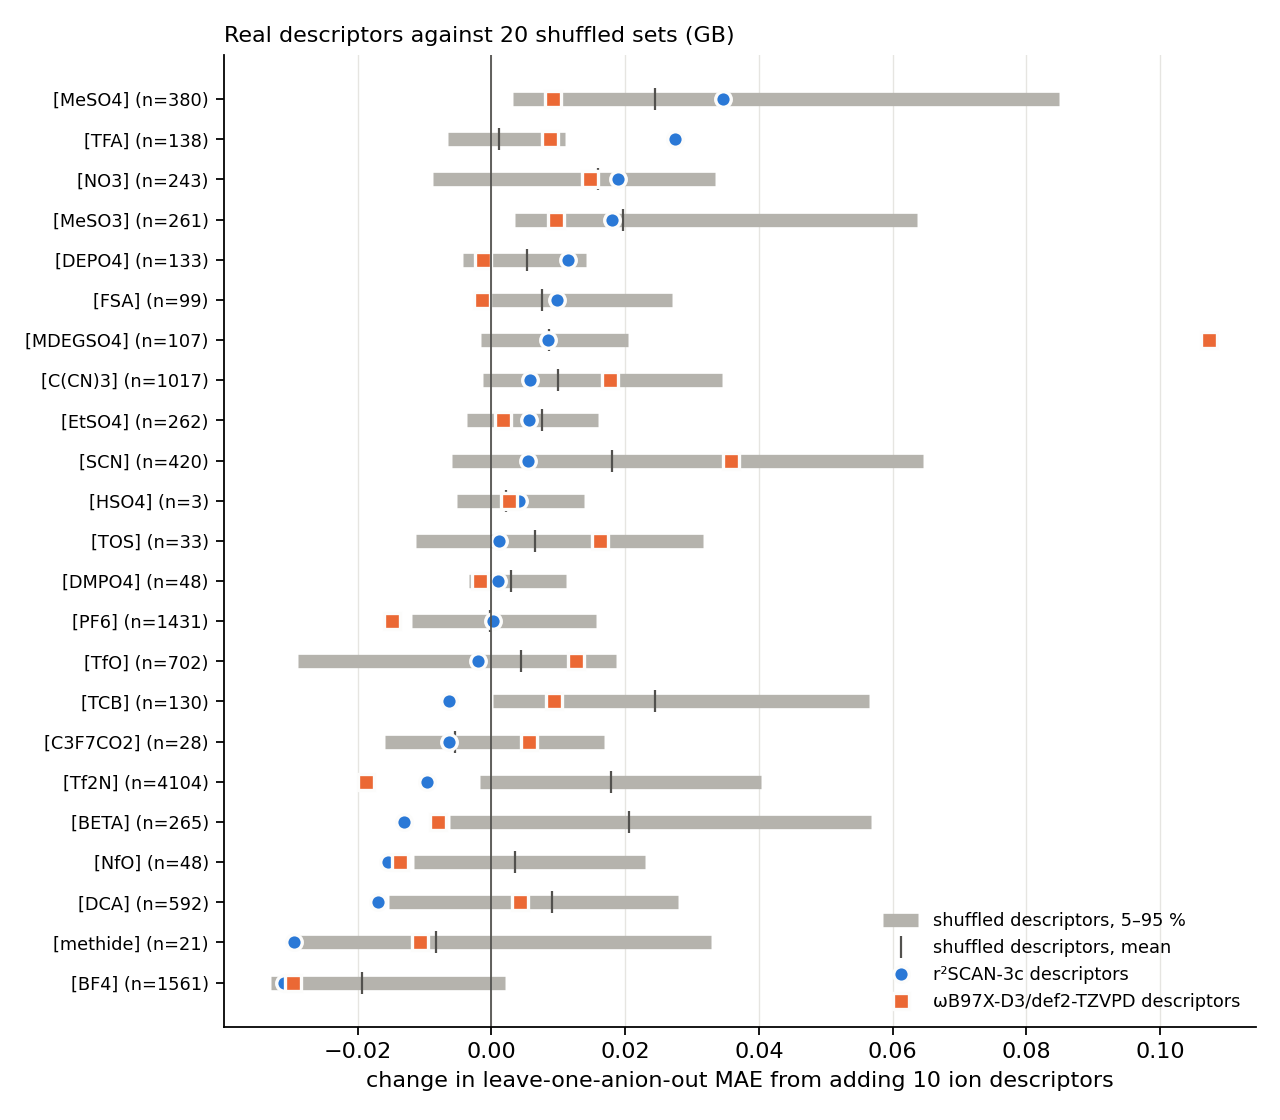 Real descriptors against 20 shuffled sets (GB)
[MeSO4] (n=380)
[TFA] (n=138)
[NO3] (n=243)
[MeSO3] (n=261)
[DEPO4] (n=133)
[FSA] (n=99)
[MDEGSO4] (n=107)
[C(CN)3] (n=1017)
[EtSO4] (n=262)
[SCN] (n=420)
[HSO4] (n=3)
[TOS] (n=33)
[DMPO4] (n=48)
[PF6] (n=1431)
[TfO] (n=702)
[TCB] (n=130)
[C3F7CO2] (n=28)
[Tf2N] (n=4104)
[BETA] (n=265)
[NfO] (n=48)
[DCA] (n=592)
[methide] (n=21)
[BF4] (n=1561)
shuffled descriptors, 5–95 %
shuffled descriptors, mean
r²SCAN-3c descriptors
ωB97X-D3/def2-TZVPD descriptors
−0.02 0.00 0.02 0.04 0.06 0.08 0.10
change in leave-one-anion-out MAE from adding 10 ion descriptors